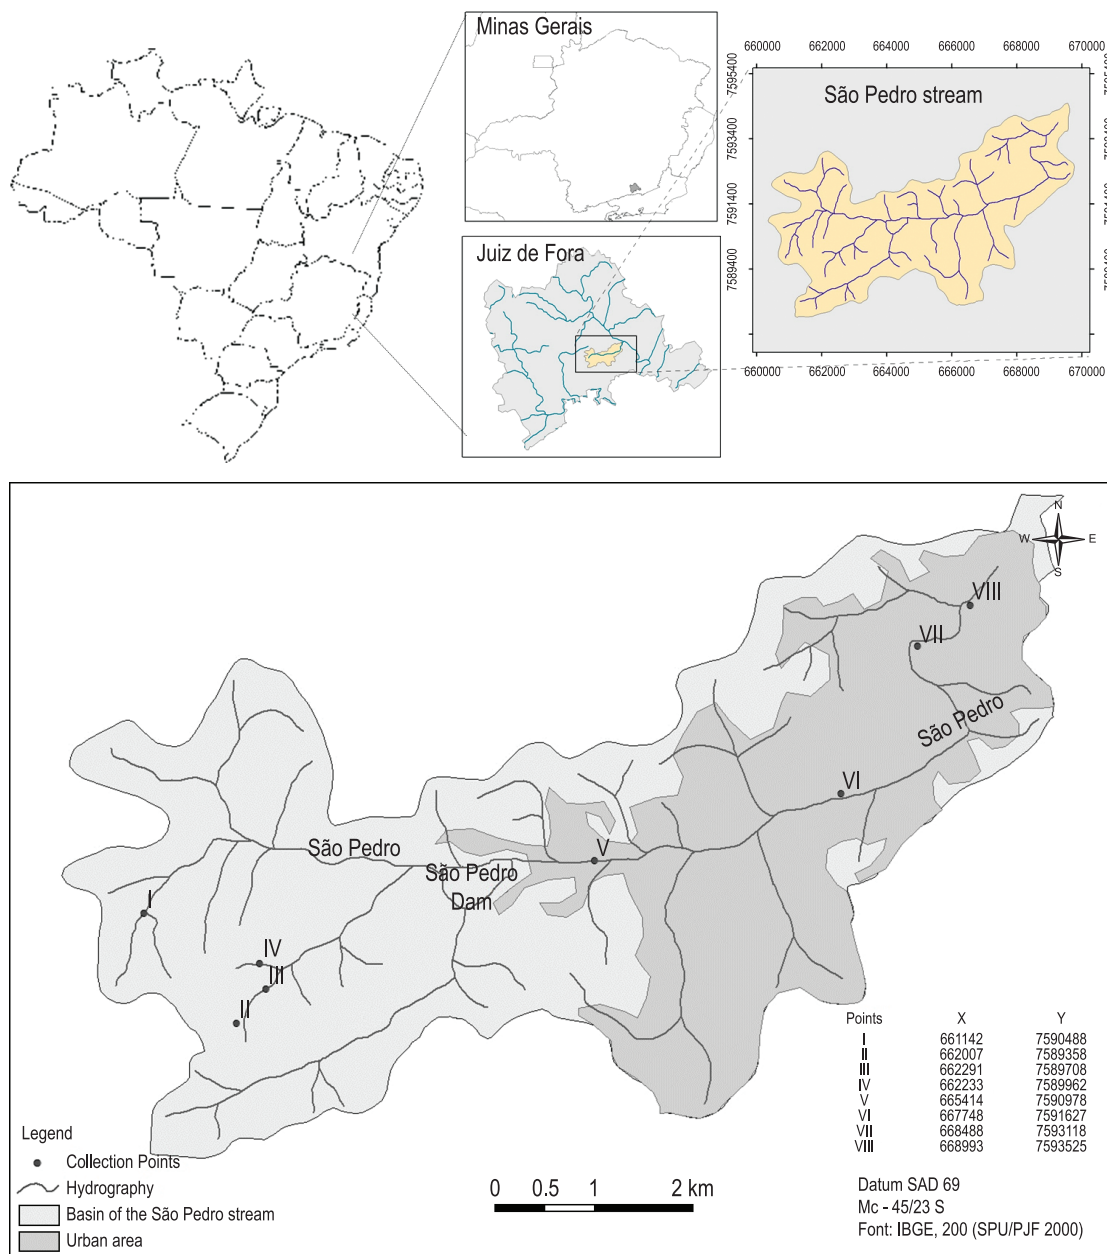 Minas Gerais
Juiz de Fora
660000 662000 664000 666000 668000 670000
São Pedro stream
7595400
7593400
7591400
7589400
7595400
7593400
7591400
7589400
660000 662000 664000 666000 668000 670000
N
W E
S
VIII
VII
São Pedro
VI
V
São Pedro
São Pedro
Dam
I
IV
III
II
Points X Y
I 661142 7590488
II 662007 7589358
III 662291 7589708
IV 662233 7589962
V 665414 7590978
VI 667748 7591627
VII 668488 7593118
VIII 668993 7593525
Legend
Collection Points
Hydrography
Basin of the São Pedro stream
Urban area
0 0.5 1 2 km
Datum SAD 69
Mc - 45/23 S
Font: IBGE, 200 (SPU/PJF 2000)